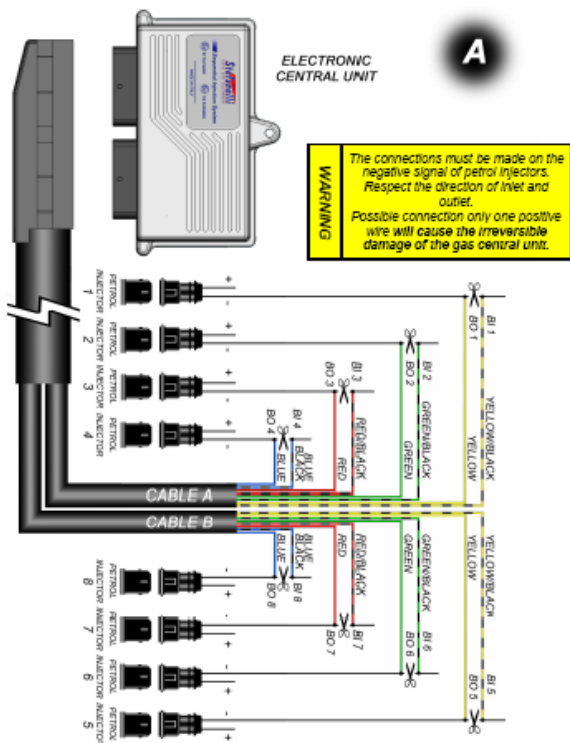 ELECTRONIC
CENTRAL UNIT
A
Stefanelli
Sequential Injection System
WARNING
The connections must be made on the
negative signal of petrol injectors.
Respect the direction of inlet and
outlet.
Possible connection only one positive
wire will cause the irreversible
damage of the gas central unit.
PETROL
INJECTOR
1
+
-
PETROL
INJECTOR
2
+
-
PETROL
INJECTOR
3
+
-
PETROL
INJECTOR
4
+
-
BO 1
BI 1
BO 2
BI 2
BO 3
BI 3
BO 4
BI 4
YELLOW
YELLOW/BLACK
GREEN
GREEN/BLACK
RED
RED/BLACK
BLUE
BLUE
BLACK
CABLE A
CABLE B
BLUE
BLUE
BLACK
RED
RED/BLACK
GREEN
GREEN/BLACK
YELLOW
YELLOW/BLACK
BO 8
BI 8
BO 7
BI 7
BO 6
BI 6
BO 5
BI 5
PETROL
INJECTOR
8
-
+
PETROL
INJECTOR
7
-
+
PETROL
INJECTOR
6
-
+
PETROL
INJECTOR
5
-
+